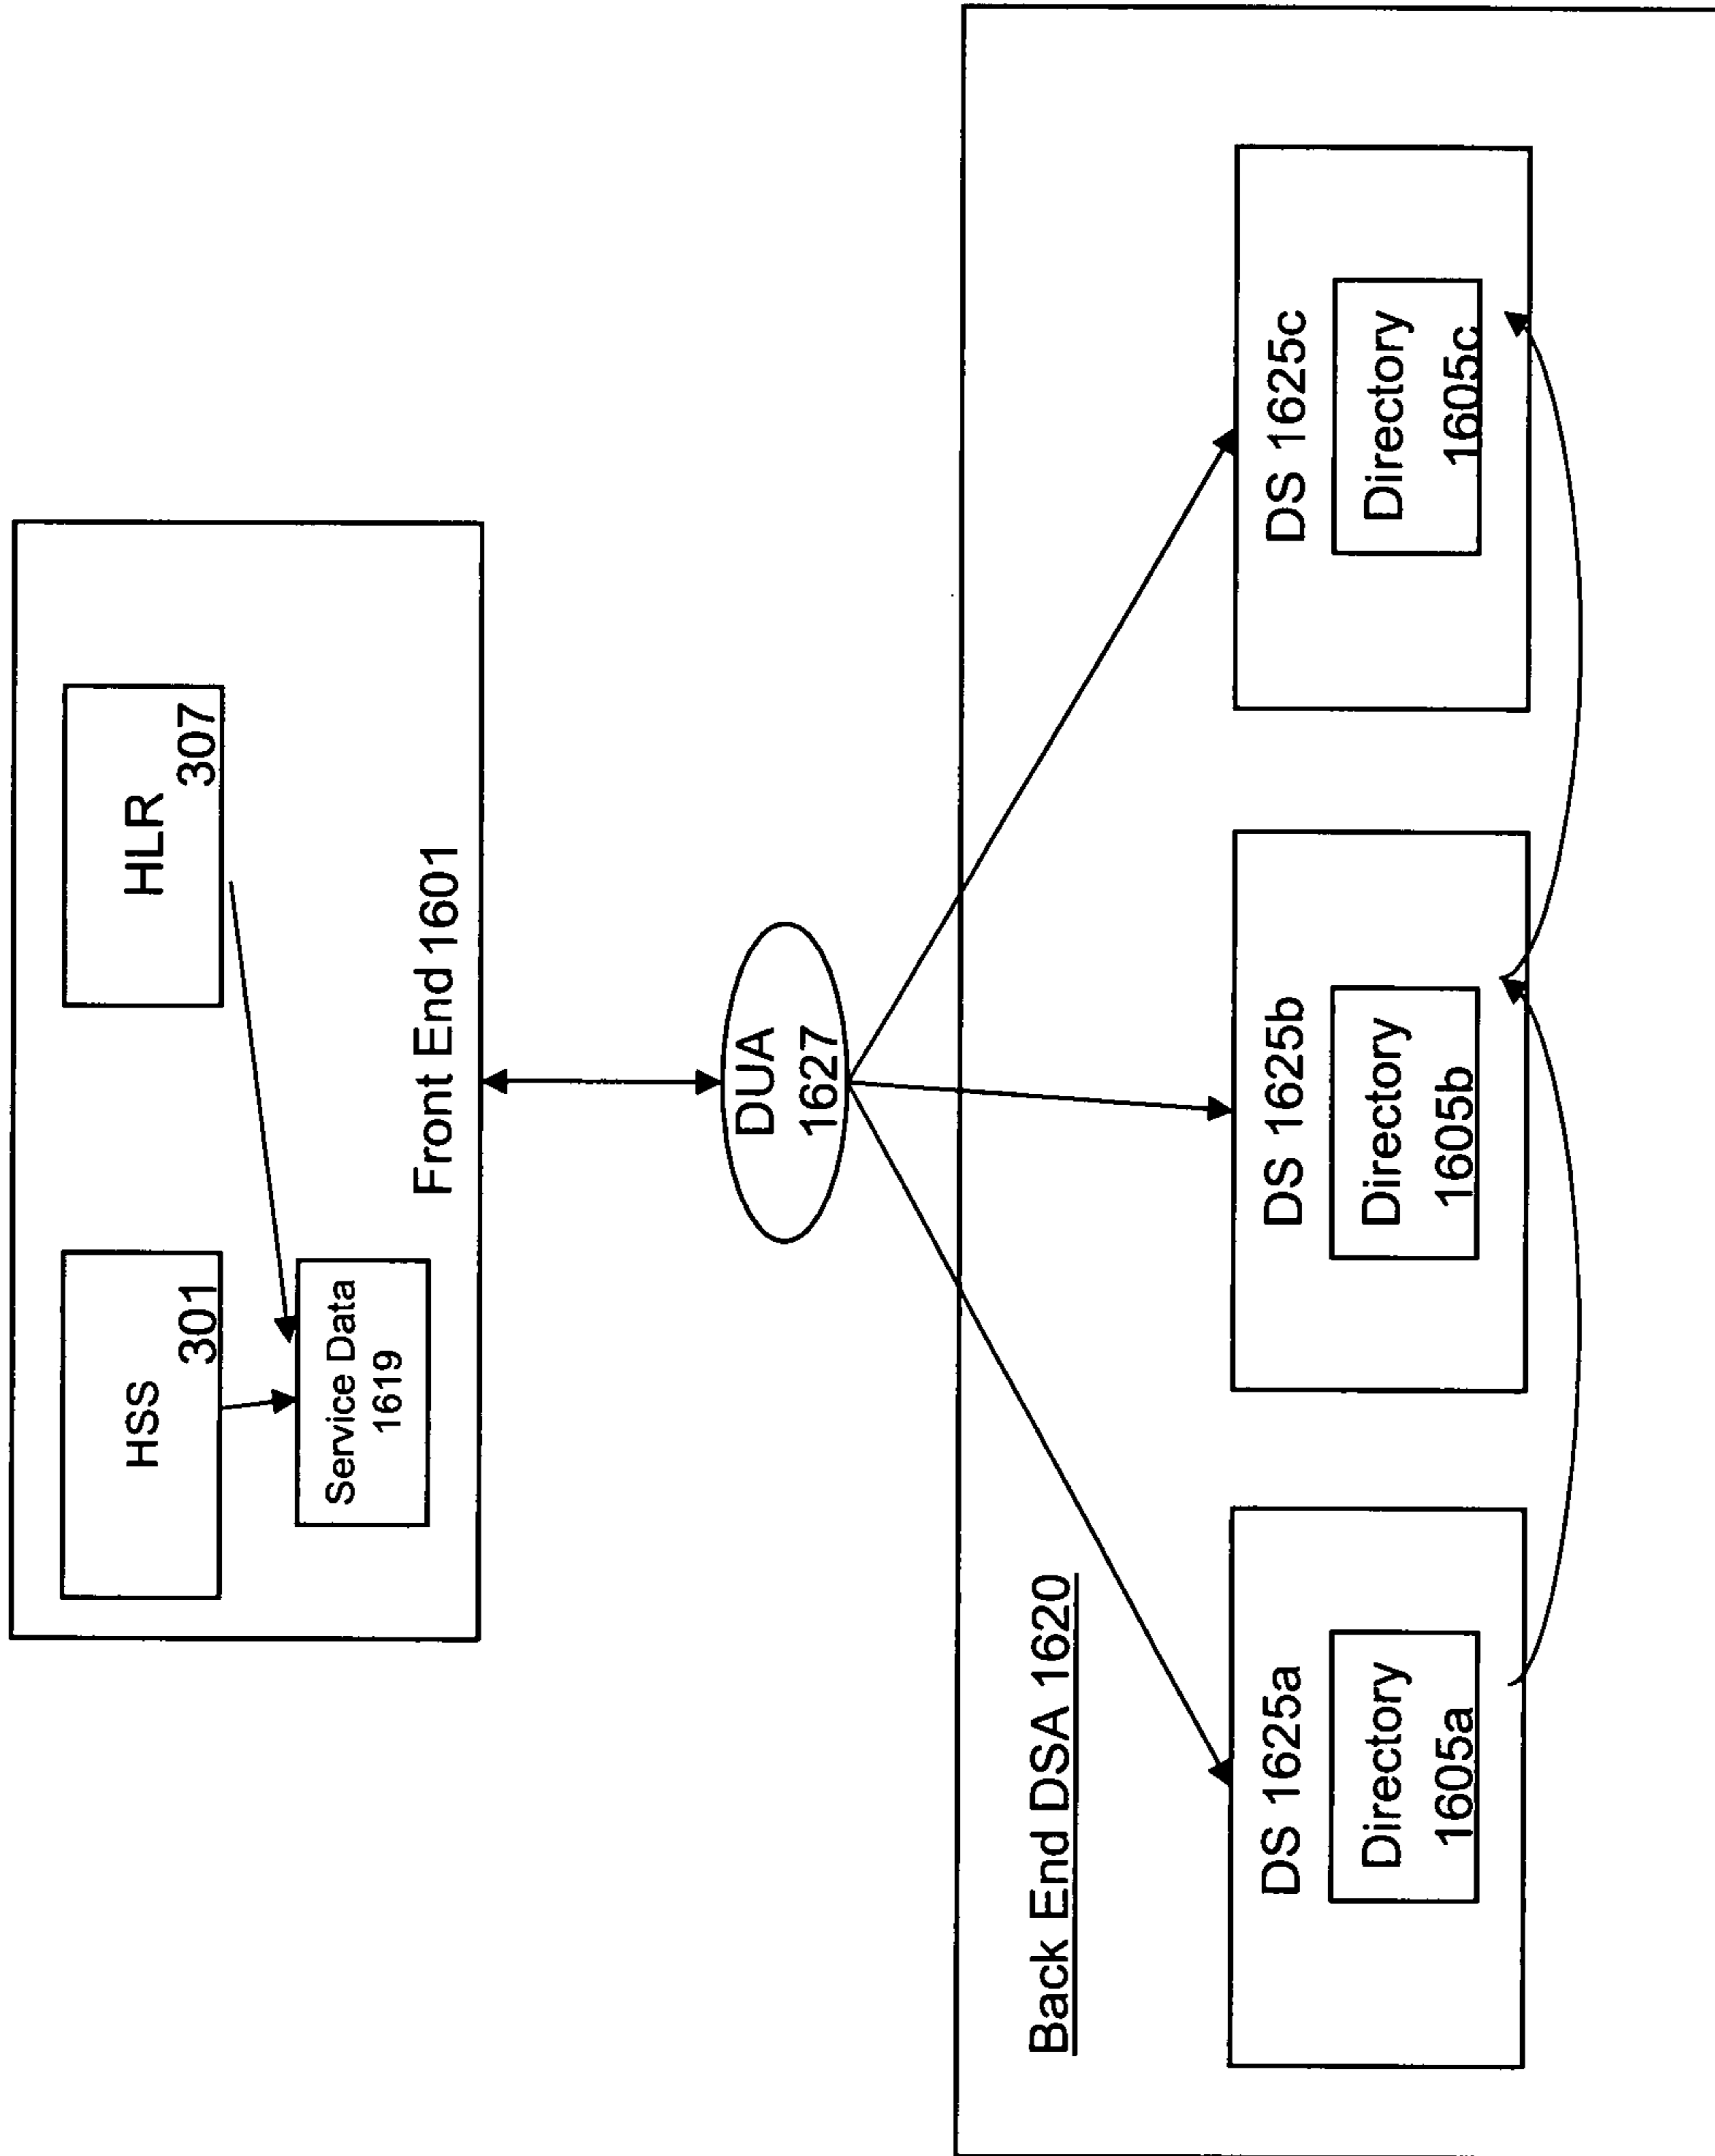 HSS
301
HLR
307
Service Data
1619
Front End 1601
DUA
1627
Back End DSA 1620
DS 1625a
Directory
1605a
DS 1625b
Directory
1605b
DS 1625c
Directory
1605c